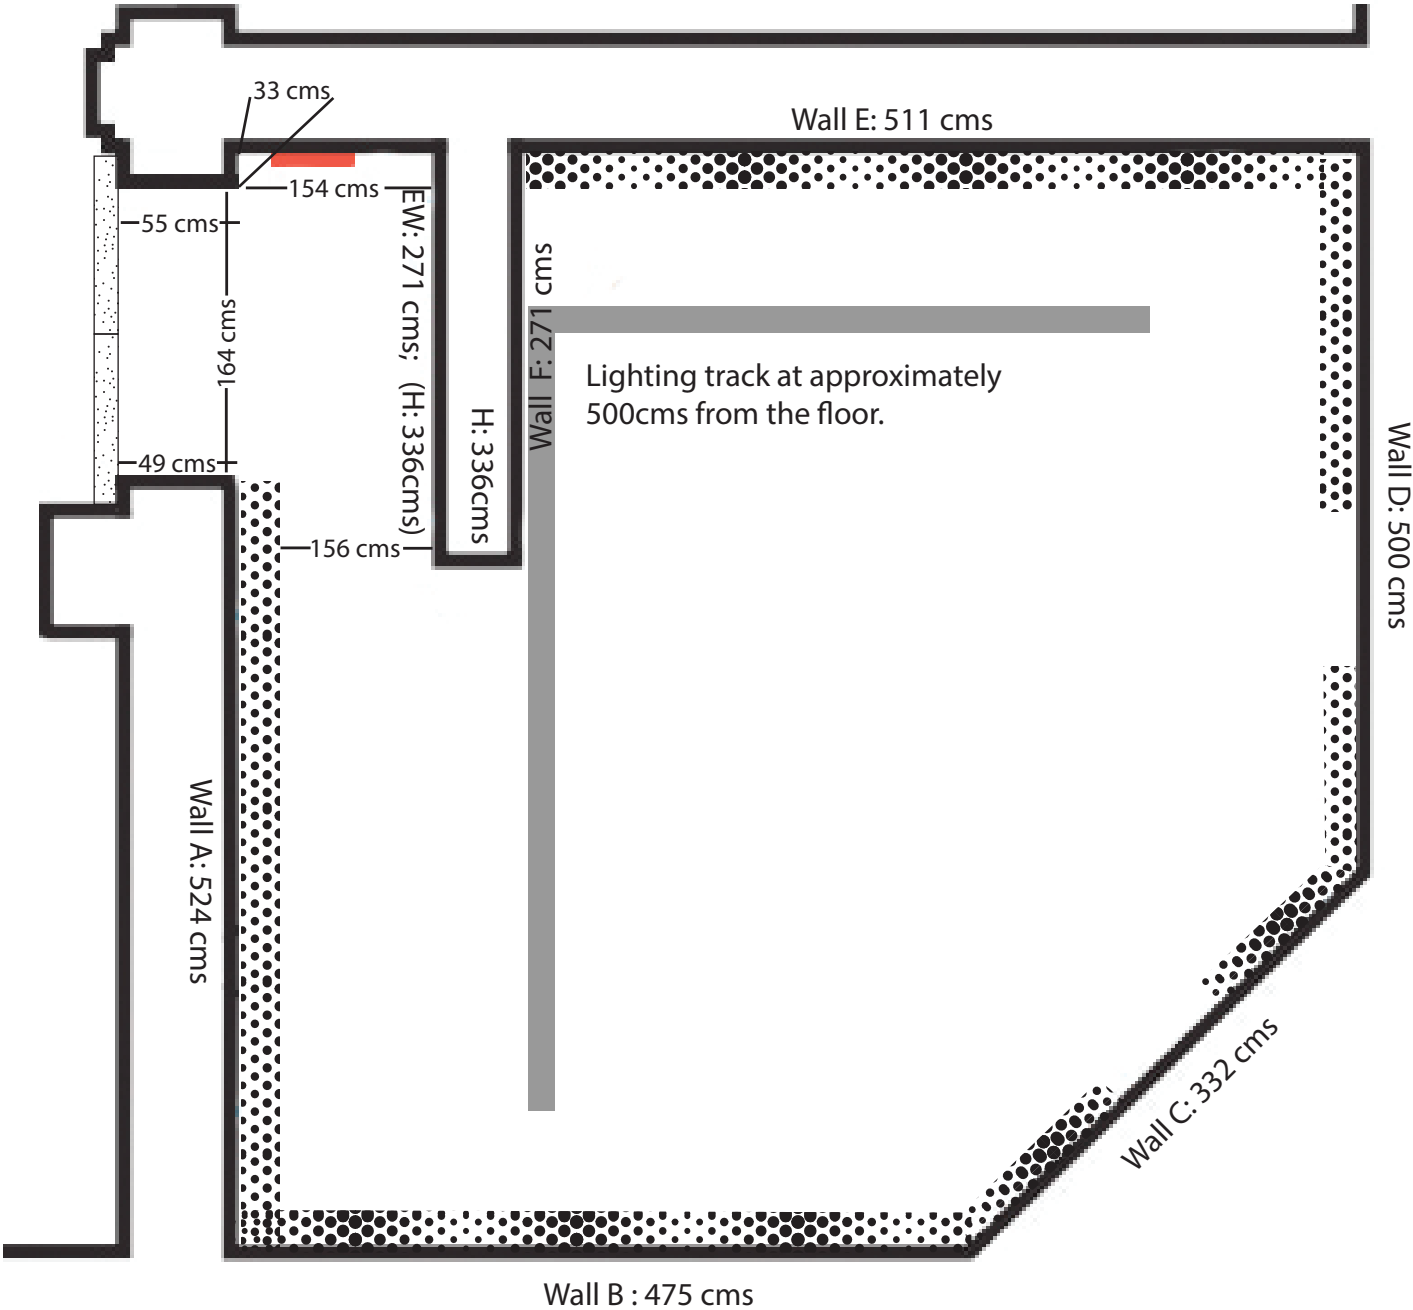 33 cms
Wall E: 511 cms
154 cms
55 cms
EW: 271 cms; (H: 336cms)
164 cms
Wall F: 271 cms
Lighting track at approximately
500cms from the floor.
H: 336cms
49 cms
156 cms
Wall D: 500 cms
Wall A: 524 cms
Wall C: 332 cms
Wall B : 475 cms